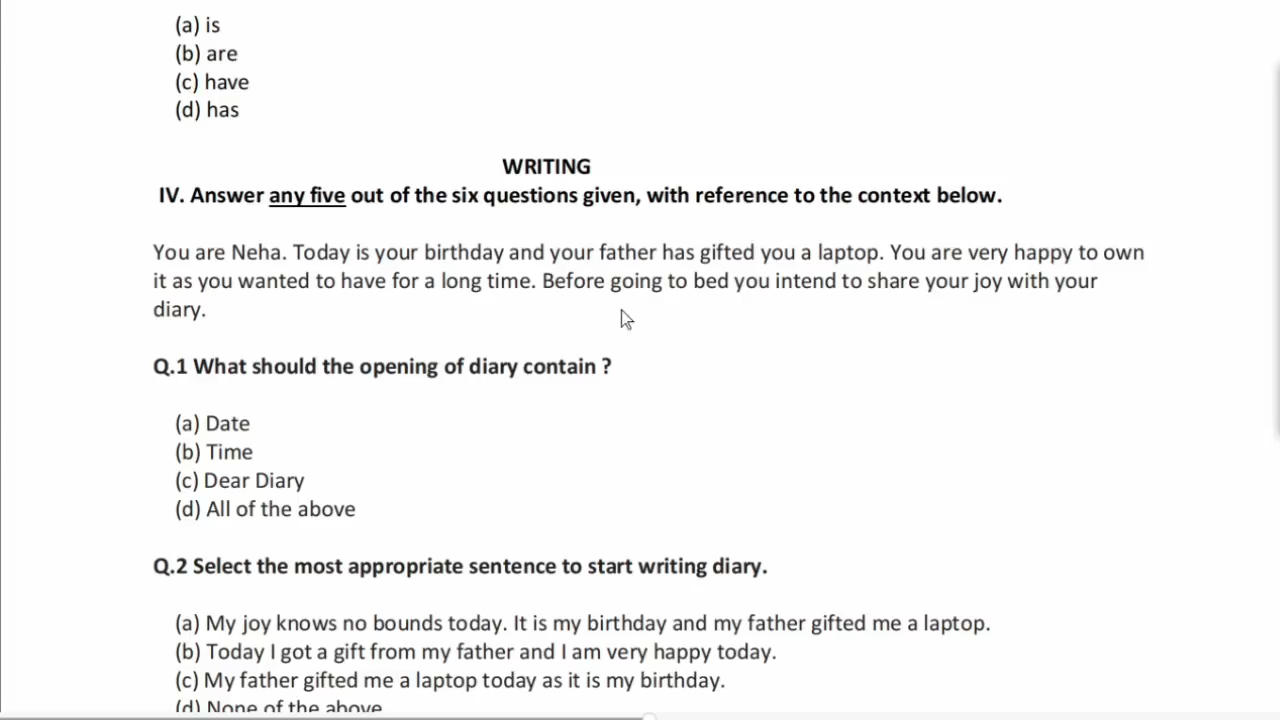 (a) is
(b) are
(c) have
(d) has
WRITING
IV. Answer any five out of the six questions given, with reference to the context below.
You are Neha. Today is your birthday and your father has gifted you a laptop. You are very happy to own
it as you wanted to have for a long time. Before going to bed you intend to share your joy with your
diary.
Q.1 What should the opening of diary contain ?
(a) Date
(b) Time
(c) Dear Diary
(d) All of the above
Q.2 Select the most appropriate sentence to start writing diary.
(a) My joy knows no bounds today. It is my birthday and my father gifted me a laptop.
(b) Today I got a gift from my father and I am very happy today.
(c) My father gifted me a laptop today as it is my birthday.
(d) None of the above